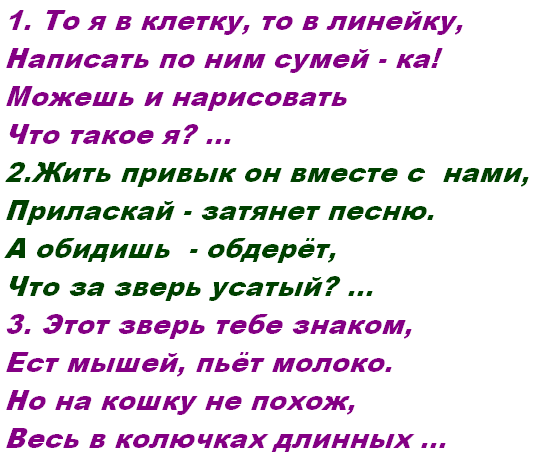 1. То я в клетку, то в линейку,
Написать по ним сумей - ка!
Можешь и нарисовать
Что такое я? ...
2.Жить привык он вместе с нами,
Приласкай - затянет песню.
А обидишь - обдерёт,
Что за зверь усатый? ...
3. Этот зверь тебе знаком,
Ест мышей, пьёт молоко.
Но на кошку не похож,
Весь в колючках длинных ...